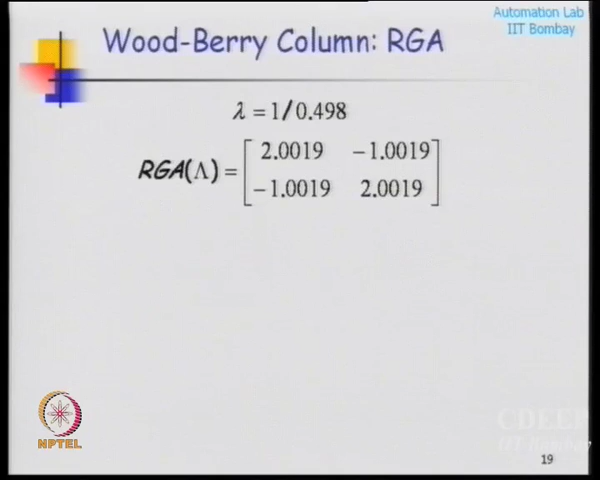 Automation Lab
IIT Bombay
Wood-Berry Column: RGA
λ = 1/0.498
RGA(Λ) = [ 2.0019 −1.0019
−1.0019 2.0019 ]
NPTEL
CDEEP
IIT Bombay
19